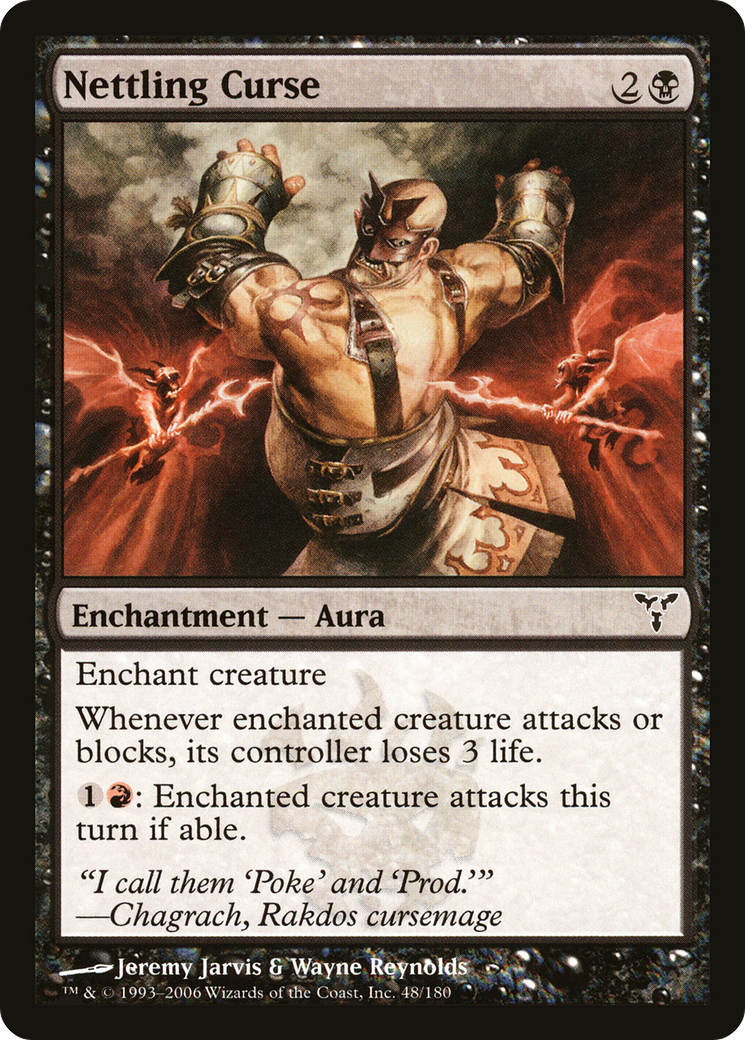 Nettling Curse 2
Enchantment — Aura
Enchant creature
Whenever enchanted creature attacks or
blocks, its controller loses 3 life.
1 : Enchanted creature attacks this
turn if able.
“I call them ‘Poke’ and ‘Prod.’”
—Chagrach, Rakdos cursemage
Jeremy Jarvis & Wayne Reynolds
™ & © 1993–2006 Wizards of the Coast, Inc. 48/180